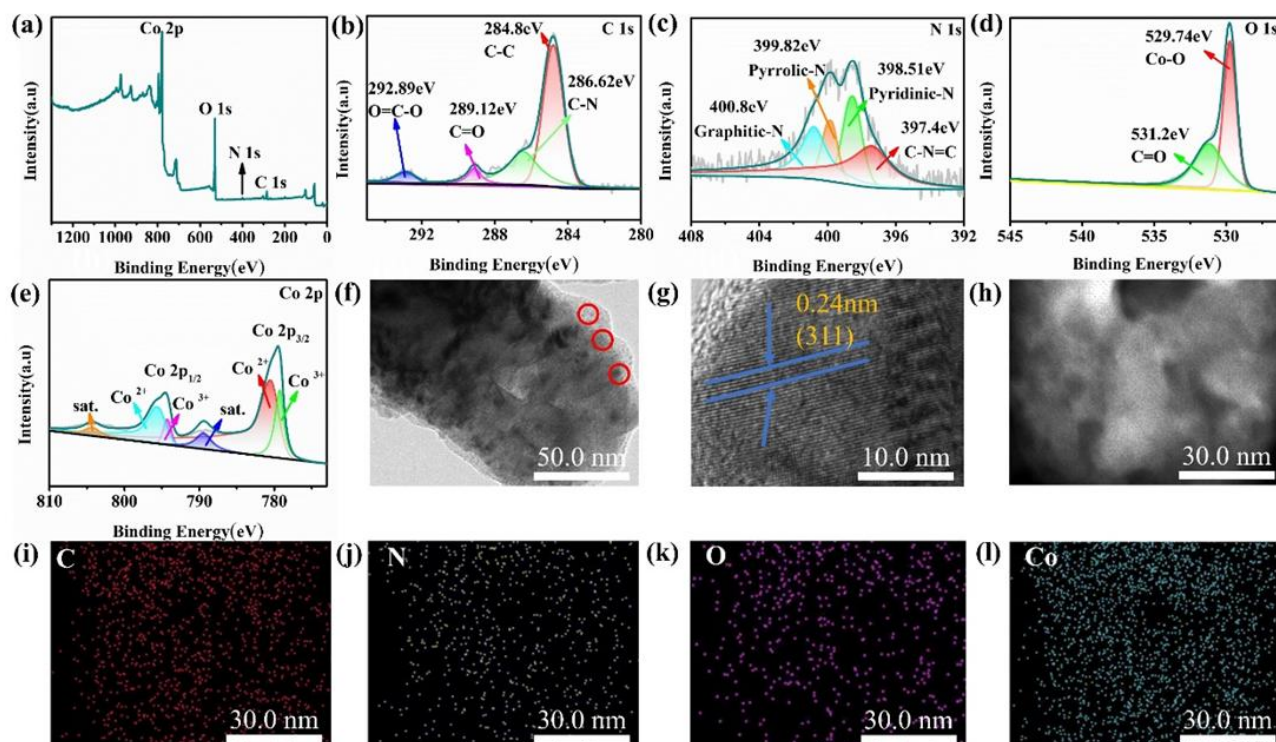 (a)
Co 2p
O 1s
N 1s
C 1s
Intensity(a.u)
1300 1000 800 600 400 200 0
Binding Energy(eV)
(b)
C 1s
284.8eV
C-C
292.89eV
O=C-O
289.12eV
C=O
286.62eV
C-N
Intensity(a.u)
292 288 284 280
Binding Energy(eV)
(c)
N 1s
399.82eV
Pyrrolic-N
398.51eV
Pyridinic-N
400.8eV
Graphitic-N
397.4eV
C-N=C
Intensity(a.u)
408 404 400 396 392
Binding Energy(eV)
(d)
O 1s
529.74eV
Co-O
531.2eV
C=O
Intensity(a.u)
545 540 535 530
Binding Energy(eV)
(e)
Co 2p
Co 2p3/2
Co 2+
Co 3+
Co 2p1/2
Co 2+
Co 3+
sat.
sat.
Intensity(a.u)
810 800 790 780
Binding Energy(eV)
(f)
50.0 nm
(g)
0.24nm
(311)
10.0 nm
(h)
30.0 nm
(i)
C
30.0 nm
(j)
N
30.0 nm
(k)
O
30.0 nm
(l)
Co
30.0 nm